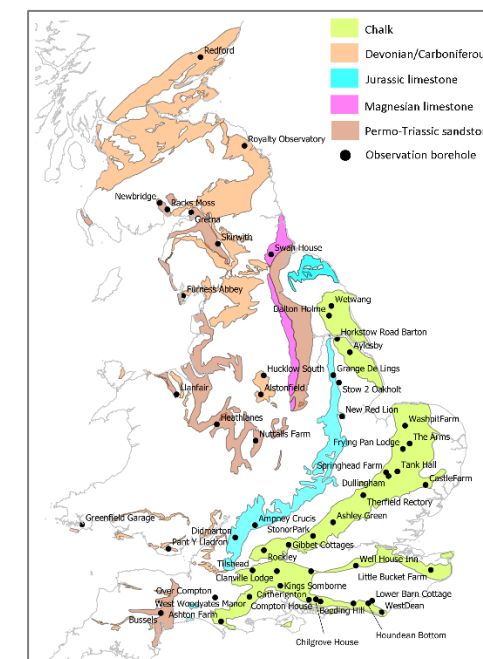 Chalk
Devonian/Carboniferou
Jurassic limestone
Magnesian limestone
Permo-Triassic sandston
Observation borehole
Redford
Royalty Observatory
Newbridge
Racks Moss
Gretna
Skirwith
Swan House
Furness Abbey
Wetwang
Dalton Holme
Horkstow Road Barton
Aylesby
Hucklow South
Grange De Lings
Stow 2 Oakholt
Llanfair
Alstonfield
New Red Lion
Heathlanes
WashpitFarm
Nuttalls Farm
Frying Pan Lodge
The Arms
Springhead Farm
Tank Hall
Dullingham
CastleFarm
Therfield Rectory
Greenfield Garage
Ampney Crucis
Ashley Green
Didmarton
StonorPark
Pant Y Lladron
Gibbet Cottages
Rockley
Well House Inn
Tilshead
Clanville Lodge
Little Bucket Farm
Kings Somborne
Over Compton
Catherington
Lower Barn Cottage
West Woodyates Manor
Compton House
WestDean
Ashton Farm
Beeding Hill
Bussels
Chilgrove House
Houndean Bottom